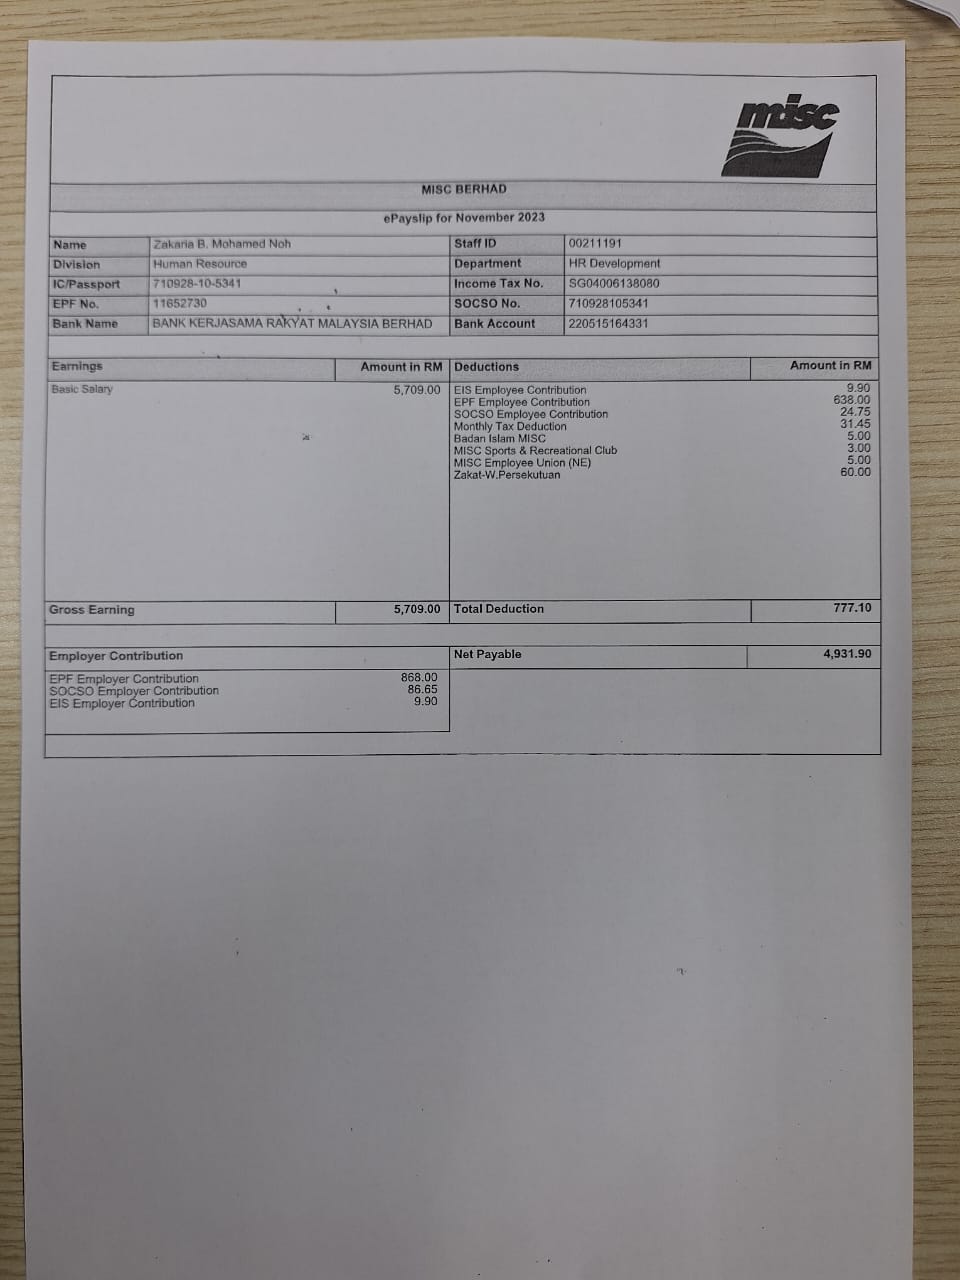 misc
MISC BERHAD
ePayslip for November 2023
Name Zakaria B. Mohamed Noh Staff ID 00211191
Division Human Resource Department HR Development
IC/Passport 710928-10-5341 Income Tax No. SG04006138080
EPF No. 11652730 SOCSO No. 710928105341
Bank Name BANK KERJASAMA RAKYAT MALAYSIA BERHAD Bank Account 220515164331
Earnings Amount in RM Deductions Amount in RM
Basic Salary 5,709.00 EIS Employee Contribution 9.90
EPF Employee Contribution 638.00
SOCSO Employee Contribution 24.75
Monthly Tax Deduction 31.45
Badan Islam MISC 5.00
MISC Sports & Recreational Club 3.00
MISC Employee Union (NE) 5.00
Zakat-W.Persekutuan 60.00
Gross Earning 5,709.00 Total Deduction 777.10
Employer Contribution Net Payable 4,931.90
EPF Employer Contribution 868.00
SOCSO Employer Contribution 86.65
EIS Employer Contribution 9.90